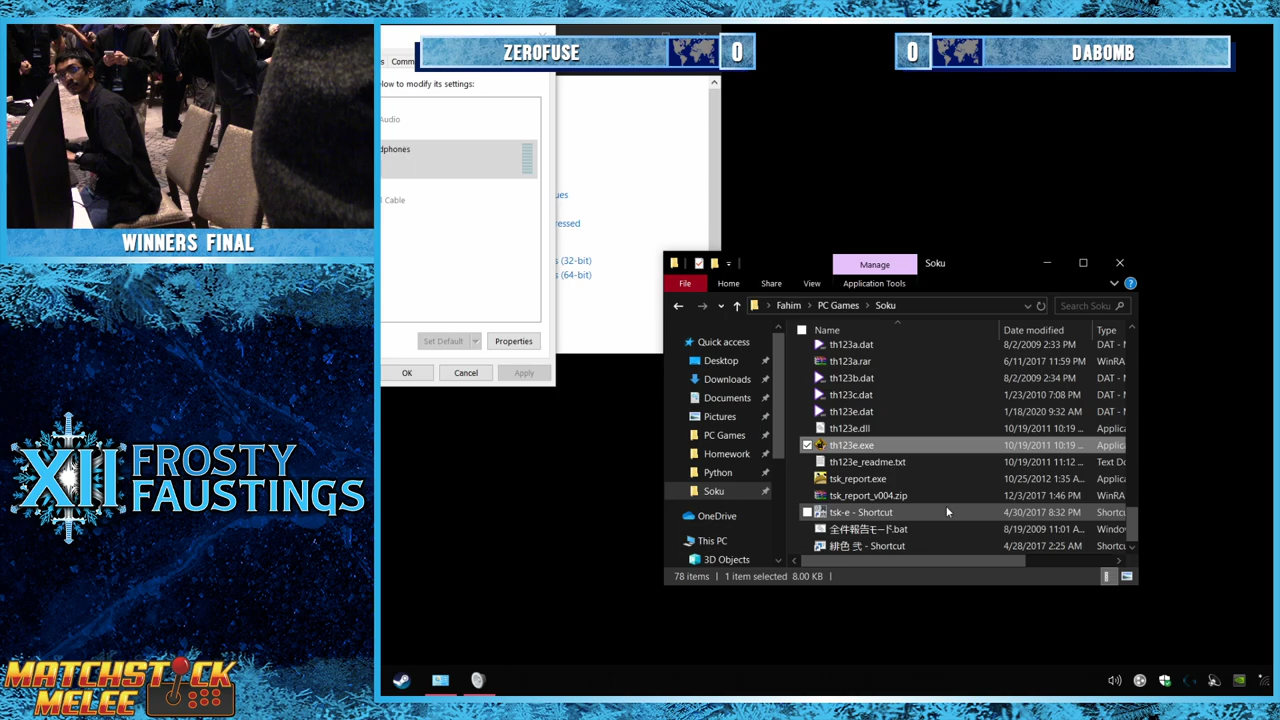 ZEROFUSE
0
0
DABOMB
Comm
elow to modify its settings:
Audio
dphones
l Cable
Set Default
Properties
OK
Cancel
Apply
ues
ressed
s (32-bit)
s (64-bit)
WINNERS FINAL
XII
FROSTY
FAUSTINGS
MATCHSTICK
MELEE
Manage
Soku
File
Home
Share
View
Application Tools
Fahim
PC Games
Soku
Search Soku
Quick access
Desktop
Downloads
Documents
Pictures
PC Games
Homework
Python
Soku
OneDrive
This PC
3D Objects
Name
Date modified
Type
th123a.dat
8/2/2009 2:33 PM
DAT - M
th123a.rar
6/11/2017 11:59 PM
WinRA
th123b.dat
8/2/2009 2:34 PM
DAT - M
th123c.dat
1/23/2010 7:08 PM
DAT - M
th123e.dat
1/18/2020 9:32 AM
DAT - M
th123e.dll
10/19/2011 10:19 ...
Applica
th123e.exe
10/19/2011 10:19 ...
Applica
th123e_readme.txt
10/19/2011 11:12 ...
Text Do
tsk_report.exe
10/25/2012 1:35 A...
Applica
tsk_report_v004.zip
12/3/2017 1:46 PM
WinRA
tsk-e - Shortcut
4/30/2017 8:32 PM
Shortcu
全件報告モード.bat
8/19/2009 11:01 A...
Windo
緋色 弐 - Shortcut
4/28/2017 2:25 AM
Shortcu
78 items
1 item selected 8.00 KB